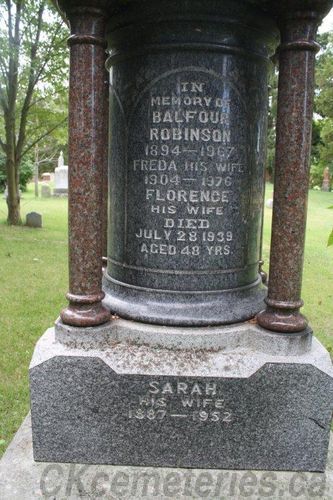 IN
MEMORY OF
BALFOUR
ROBINSON
1894—1967
FREDA HIS WIFE
1904—1976
FLORENCE
HIS WIFE
DIED
JULY 28 1939
AGED 48 YRS.
SARAH
HIS WIFE
1887—1952
CKcemeteries.ca